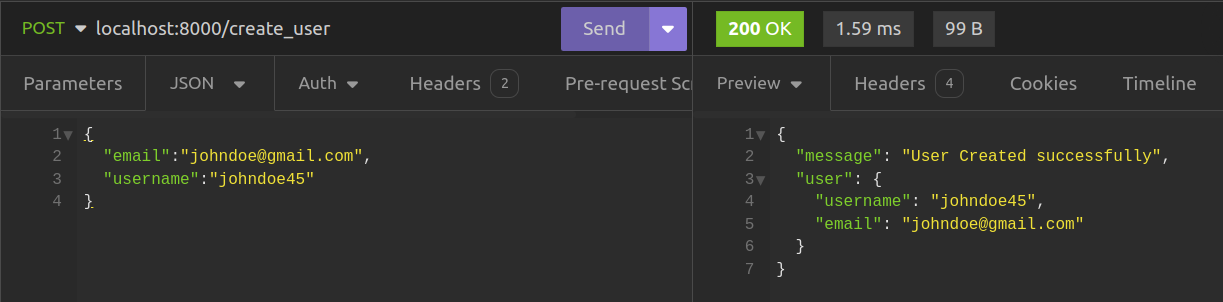 POST localhost:8000/create_user Send 200 OK 1.59 ms 99 B
Parameters JSON Auth Headers 2 Pre-request Sc Preview Headers 4 Cookies Timeline
1 {
2 "email":"johndoe@gmail.com",
3 "username":"johndoe45"
4 }
1 {
2 "message": "User Created successfully",
3 "user": {
4 "username": "johndoe45",
5 "email": "johndoe@gmail.com"
6 }
7 }